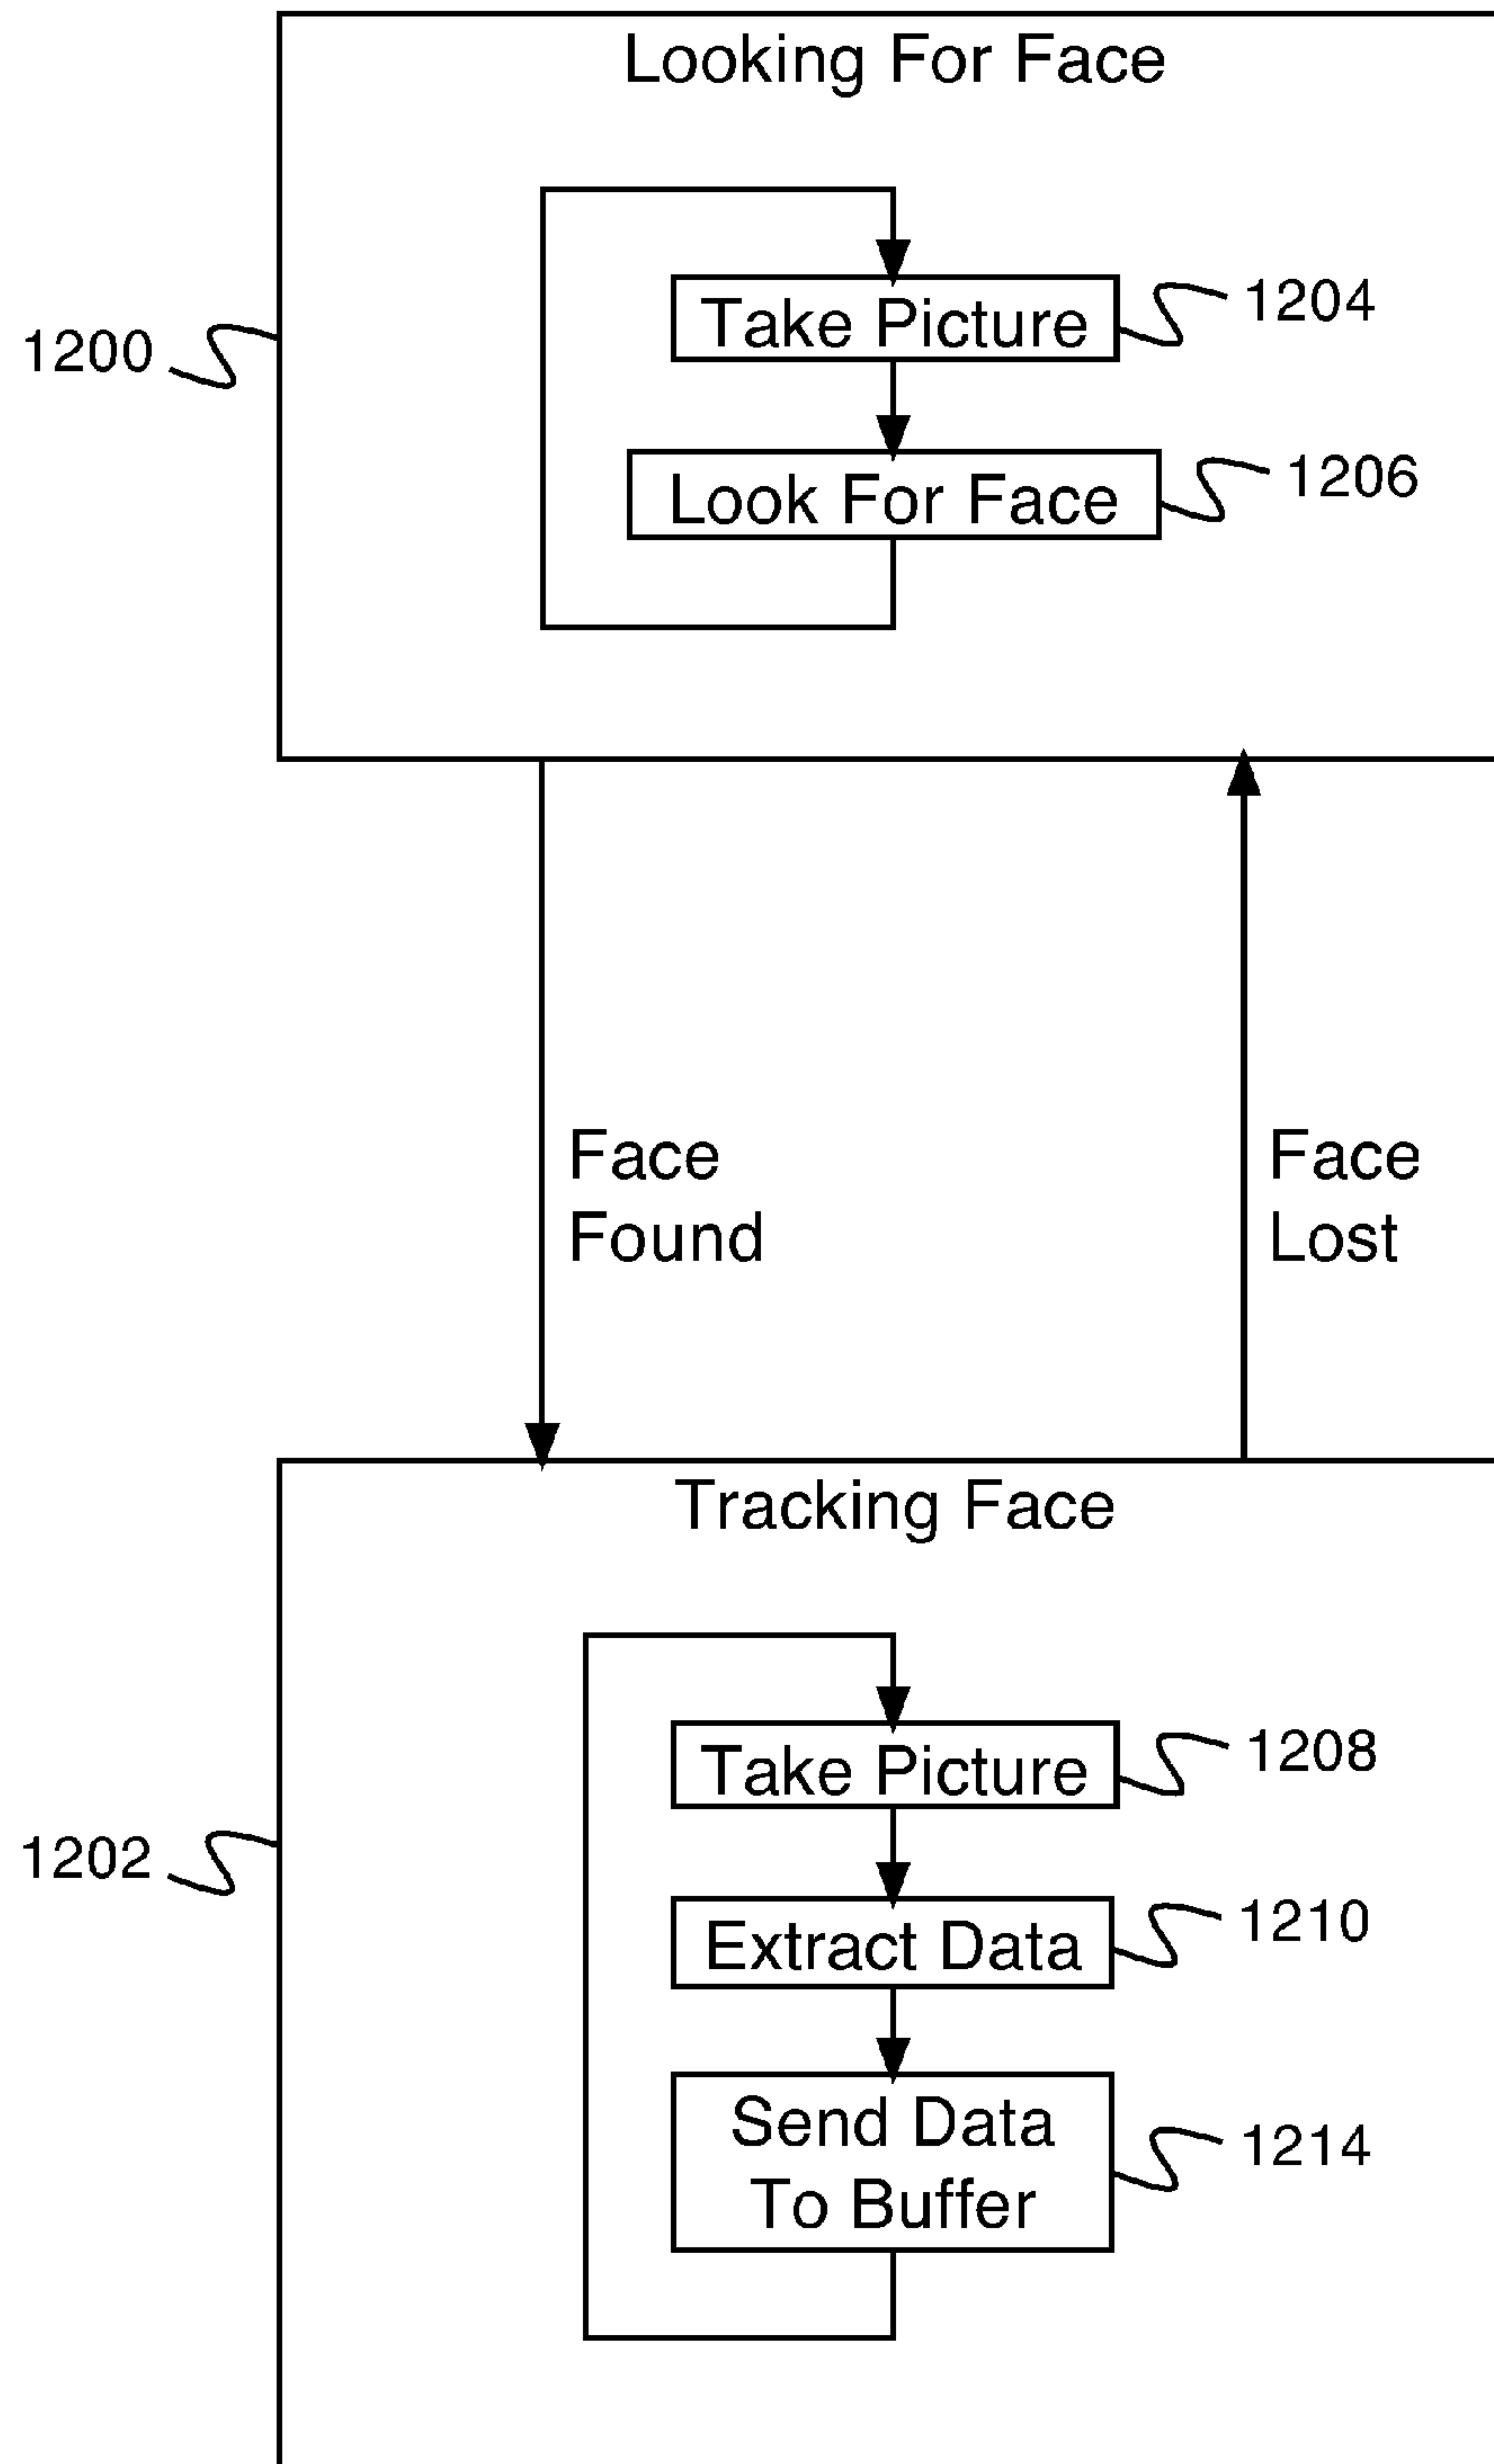 Looking For Face
Take Picture
1204
1200
Look For Face
1206
Face
Found
Face
Lost
Tracking Face
Take Picture
1208
1202
Extract Data
1210
Send Data
To Buffer
1214